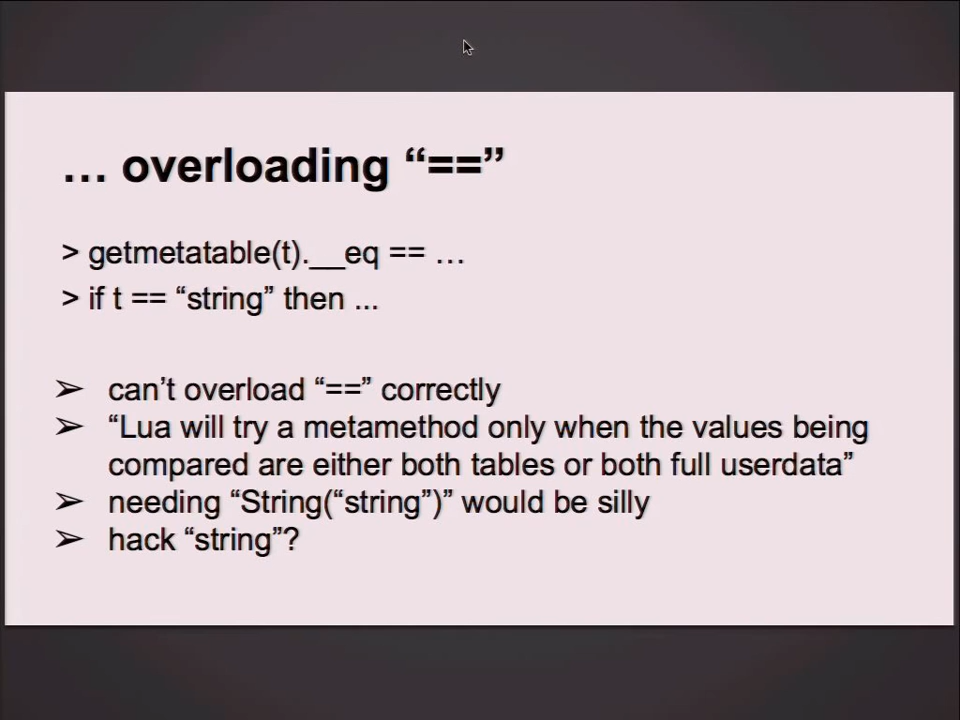 … overloading “==”
> getmetatable(t).__eq == …
> if t == “string” then ...
➢ can’t overload “==” correctly
➢ “Lua will try a metamethod only when the values being
compared are either both tables or both full userdata”
➢ needing “String(“string”)” would be silly
➢ hack “string”?